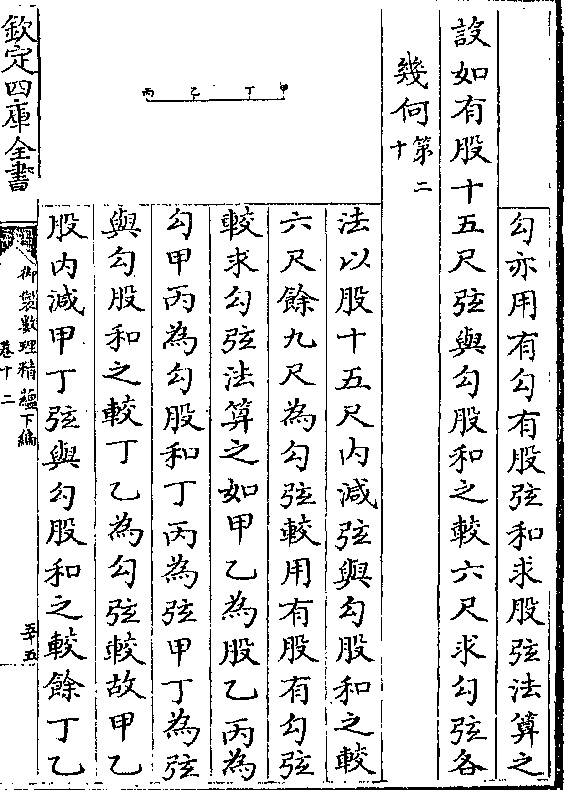 勾亦用有勾有股弦和求股弦法算之
設如有股十五尺弦與勾股和之較六尺求勾弦各
幾何第二
十
法以股十五尺内減弦與勾股和之較
六尺餘九尺為勾弦較用有股有勾弦
較求勾弦法算之如甲乙為股乙丙為
勾甲丙為勾股和丁丙為弦甲丁為弦
與勾股和之較丁乙為勾弦較故甲乙
股内減甲丁弦與勾股和之較餘丁乙
甲
丁
乙
丙
欽定四庫全書
御製數理精蘊下編
卷十二
五十五